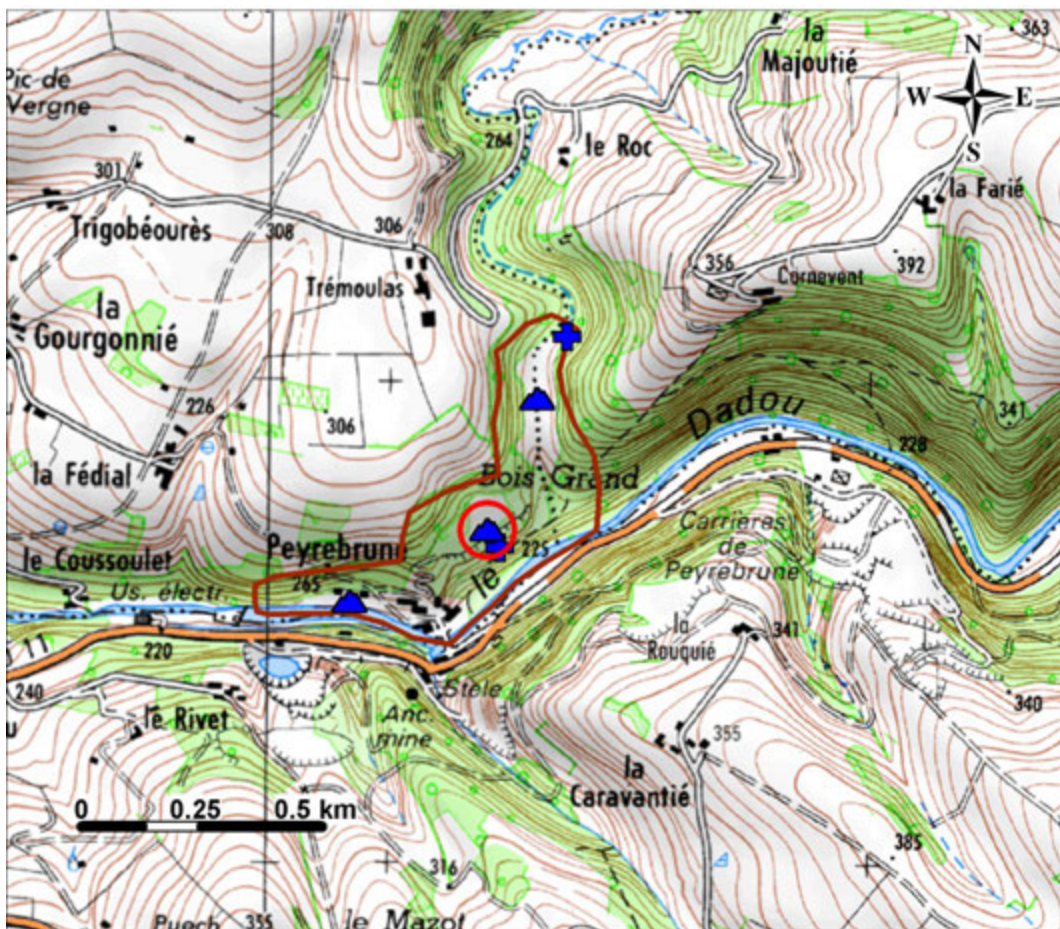 363
la
Majoutié
N
Pic-de
Vergne
W
E
264
S
le Roc
301
la Farié
306
Trigobéourès
308
356
392
Trémoulas
Cornevent
la
Gourgonnié
226
306
341
Dadou
228
la Fédial
Bois Grand
Carrières
de
Peyrebrune
le Coussoulet
Peyrebrune
225
le
265
Us. électr.
la
Rouquié
341
11
220
240
Stèle
340
le Rivet
Anc.
mine
355
la
Caravantié
0
0.25
0.5 km
385
316
Puech
355
le Mazot